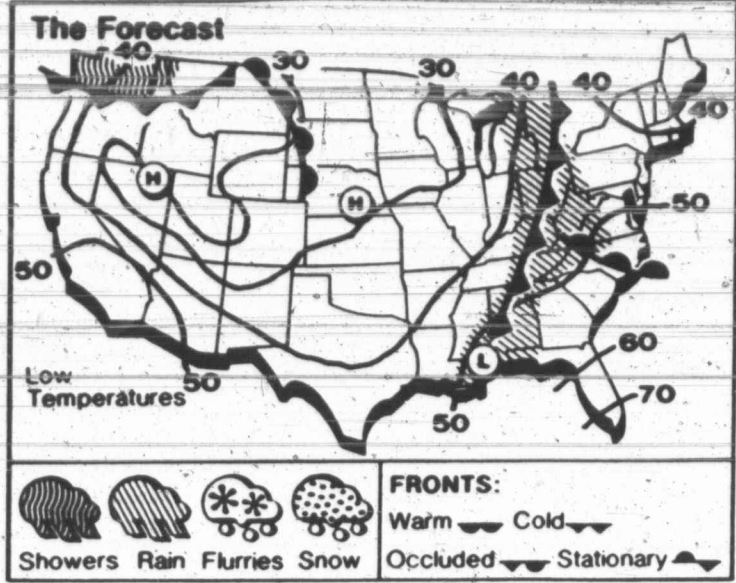 The Forecast
40
30
30
40
40
40
50
H
H
50
L
60
Low
Temperatures
50
50
70
FRONTS:
Warm Cold
Showers Rain Flurries Snow
Occluded Stationary